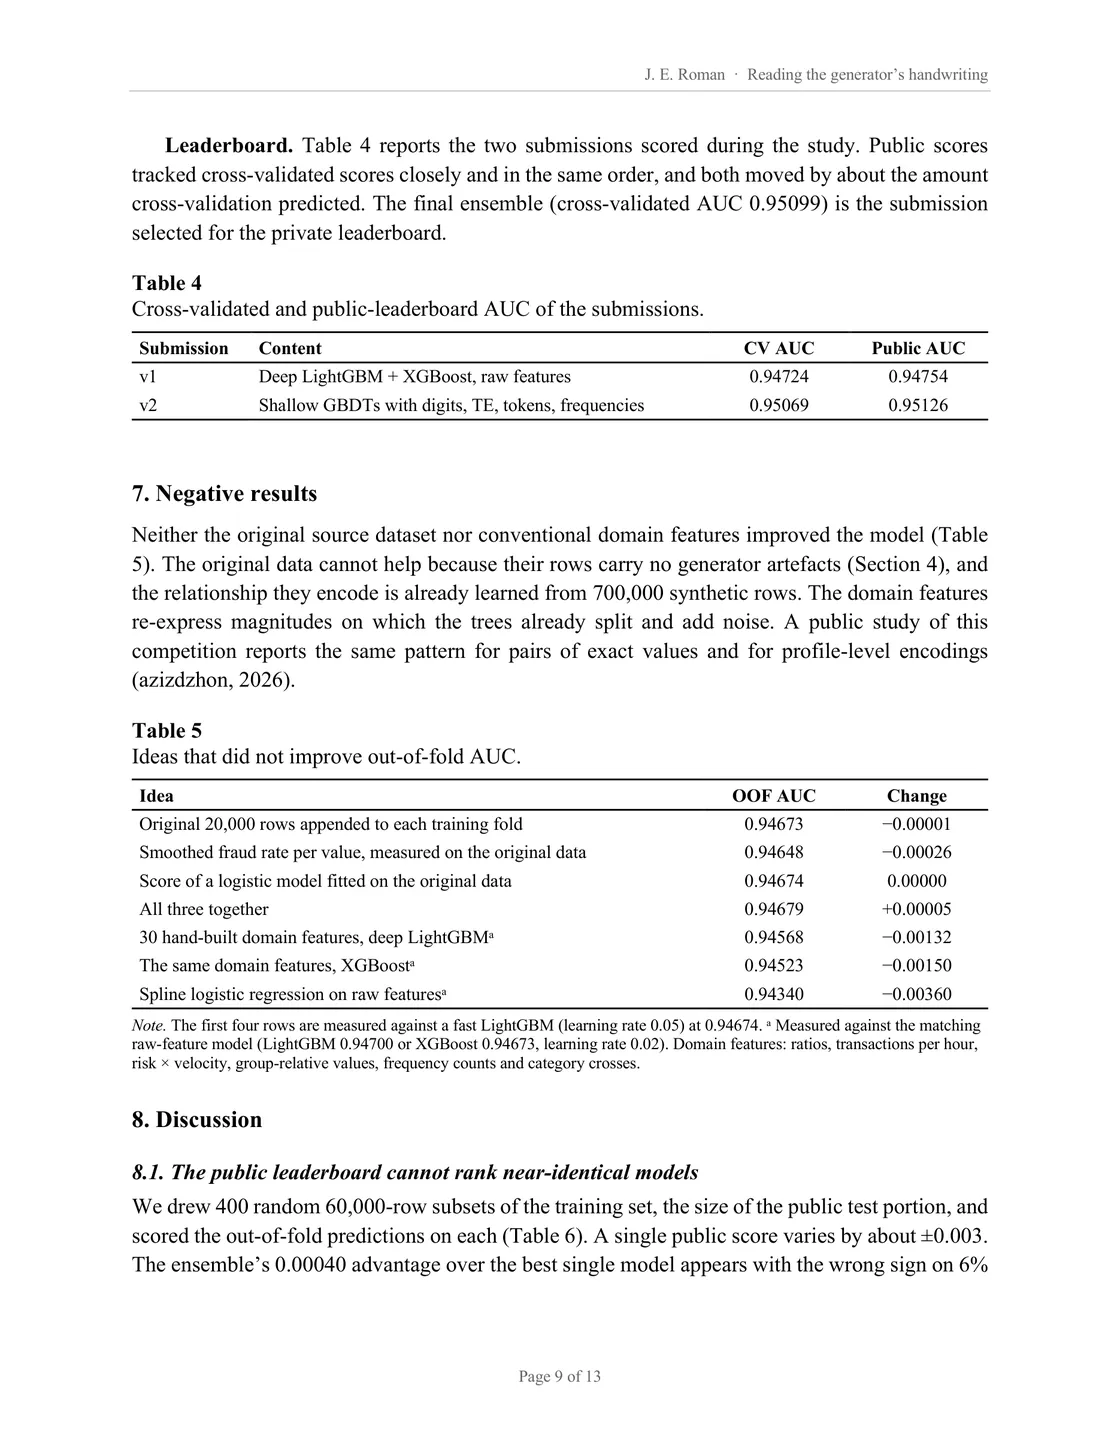 J. E. Roman · Reading the generator’s handwriting
Leaderboard. Table 4 reports the two submissions scored during the study. Public scores
tracked cross-validated scores closely and in the same order, and both moved by about the amount
cross-validation predicted. The final ensemble (cross-validated AUC 0.95099) is the submission
selected for the private leaderboard.
Table 4
Cross-validated and public-leaderboard AUC of the submissions.
Submission Content CV AUC Public AUC
v1 Deep LightGBM + XGBoost, raw features 0.94724 0.94754
v2 Shallow GBDTs with digits, TE, tokens, frequencies 0.95069 0.95126
7. Negative results
Neither the original source dataset nor conventional domain features improved the model (Table
5). The original data cannot help because their rows carry no generator artefacts (Section 4), and
the relationship they encode is already learned from 700,000 synthetic rows. The domain features
re-express magnitudes on which the trees already split and add noise. A public study of this
competition reports the same pattern for pairs of exact values and for profile-level encodings
(azizdzhon, 2026).
Table 5
Ideas that did not improve out-of-fold AUC.
Idea OOF AUC Change
Original 20,000 rows appended to each training fold 0.94673 −0.00001
Smoothed fraud rate per value, measured on the original data 0.94648 −0.00026
Score of a logistic model fitted on the original data 0.94674 0.00000
All three together 0.94679 +0.00005
30 hand-built domain features, deep LightGBMᵃ 0.94568 −0.00132
The same domain features, XGBoostᵃ 0.94523 −0.00150
Spline logistic regression on raw featuresᵃ 0.94340 −0.00360
Note. The first four rows are measured against a fast LightGBM (learning rate 0.05) at 0.94674. ᵃ Measured against the matching
raw-feature model (LightGBM 0.94700 or XGBoost 0.94673, learning rate 0.02). Domain features: ratios, transactions per hour,
risk × velocity, group-relative values, frequency counts and category crosses.
8. Discussion
8.1. The public leaderboard cannot rank near-identical models
We drew 400 random 60,000-row subsets of the training set, the size of the public test portion, and
scored the out-of-fold predictions on each (Table 6). A single public score varies by about ±0.003.
The ensemble’s 0.00040 advantage over the best single model appears with the wrong sign on 6%
Page 9 of 13